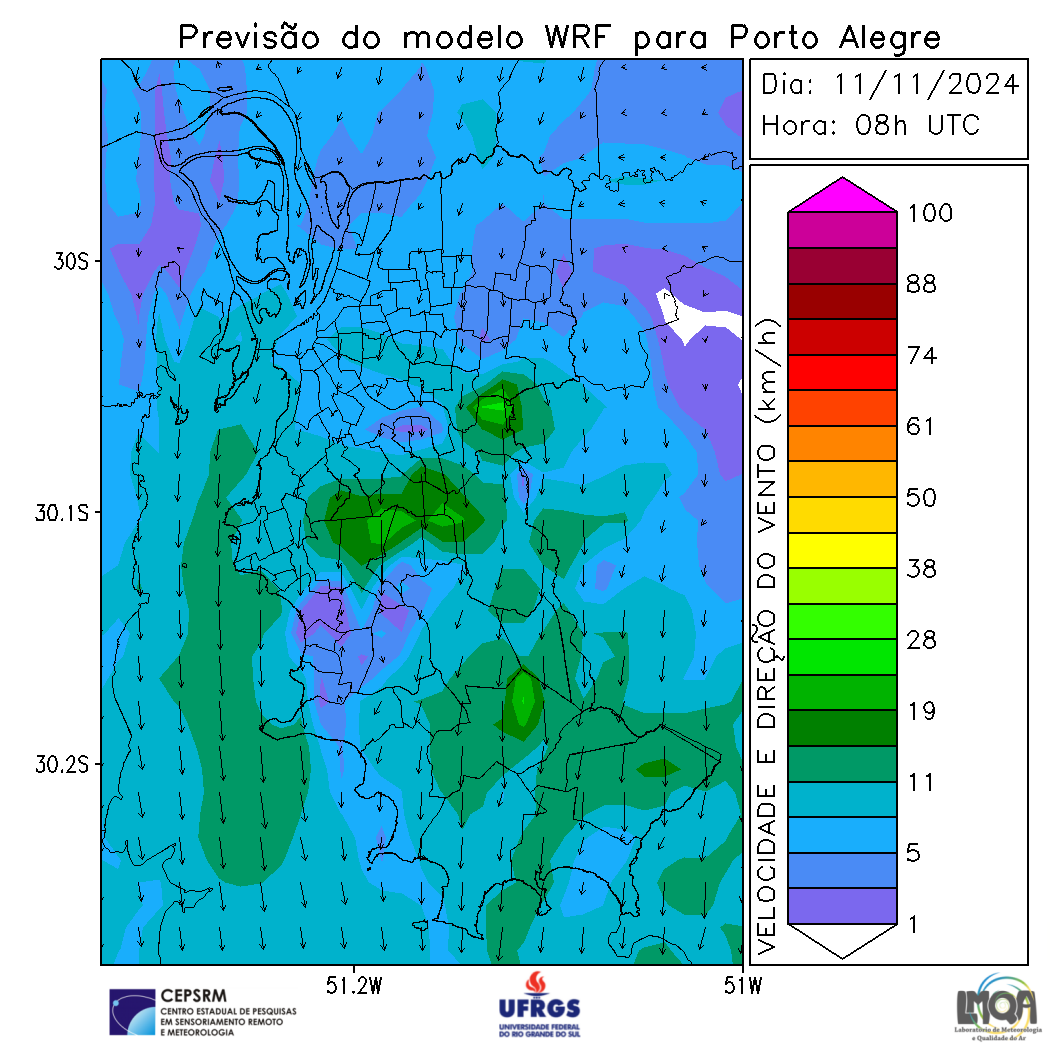 Previsão do modelo WRF para Porto Alegre
Dia: 11/11/2024
Hora: 08h UTC
30S
30.1S
30.2S
51.2W
51W
VELOCIDADE E DIREÇÃO DO VENTO (km/h)
100
88
74
61
50
38
28
19
11
5
1
CEPSRM
CENTRO ESTADUAL DE PESQUISAS
EM SENSORIAMENTO REMOTO
E METEOROLOGIA
UFRGS
UNIVERSIDADE FEDERAL
DO RIO GRANDE DO SUL
LMQA
Laboratório de Meteorologia
e Qualidade do Ar